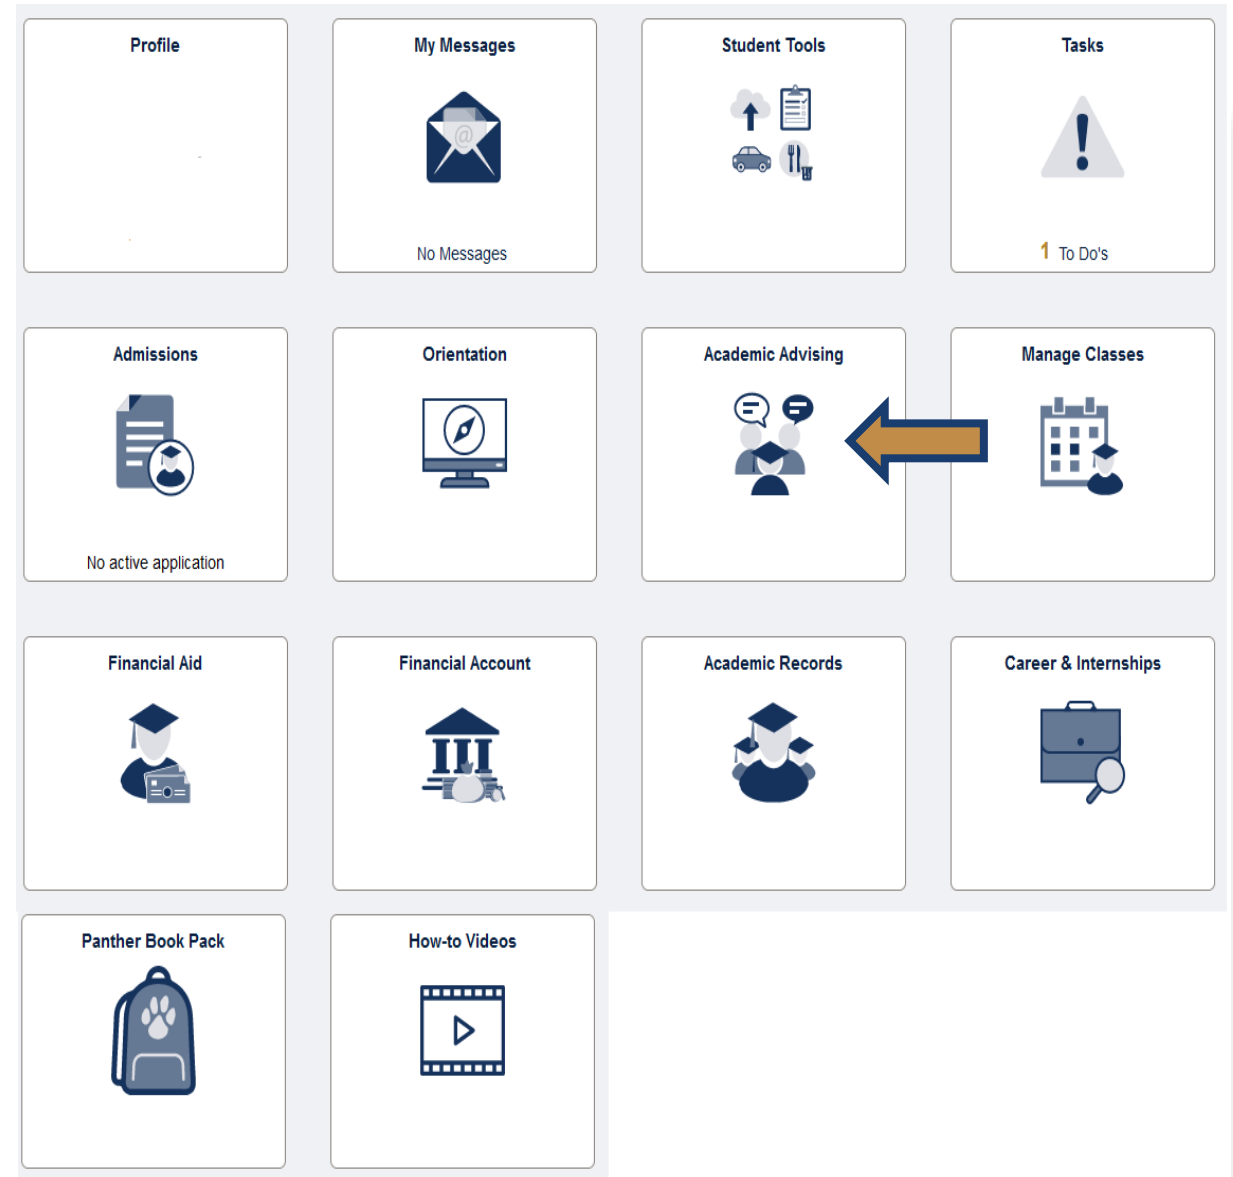 Profile
My Messages
Student Tools
Tasks
@
No Messages
1 To Do's
Admissions
Orientation
Academic Advising
Manage Classes
No active application
Financial Aid
Financial Account
Academic Records
Career & Internships
Panther Book Pack
How-to Videos